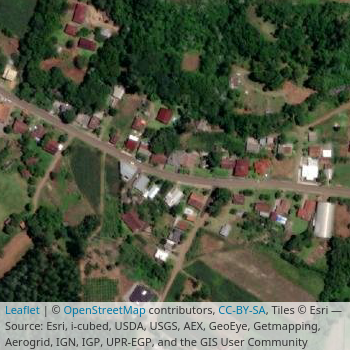 Leaflet | © OpenStreetMap contributors, CC-BY-SA, Tiles © Esri —
Source: Esri, i-cubed, USDA, USGS, AEX, GeoEye, Getmapping,
Aerogrid, IGN, IGP, UPR-EGP, and the GIS User Community